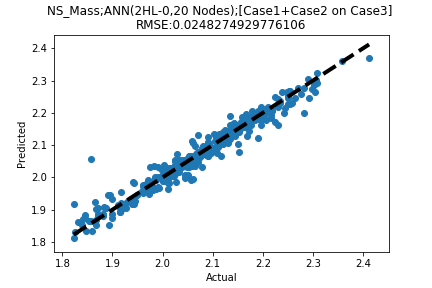 NS_Mass;ANN(2HL-0,20 Nodes);[Case1+Case2 on Case3]
RMSE:0.0248274929776106
2.4
2.3
2.2
2.1
2.0
1.9
1.8
Predicted
1.8 1.9 2.0 2.1 2.2 2.3 2.4
Actual